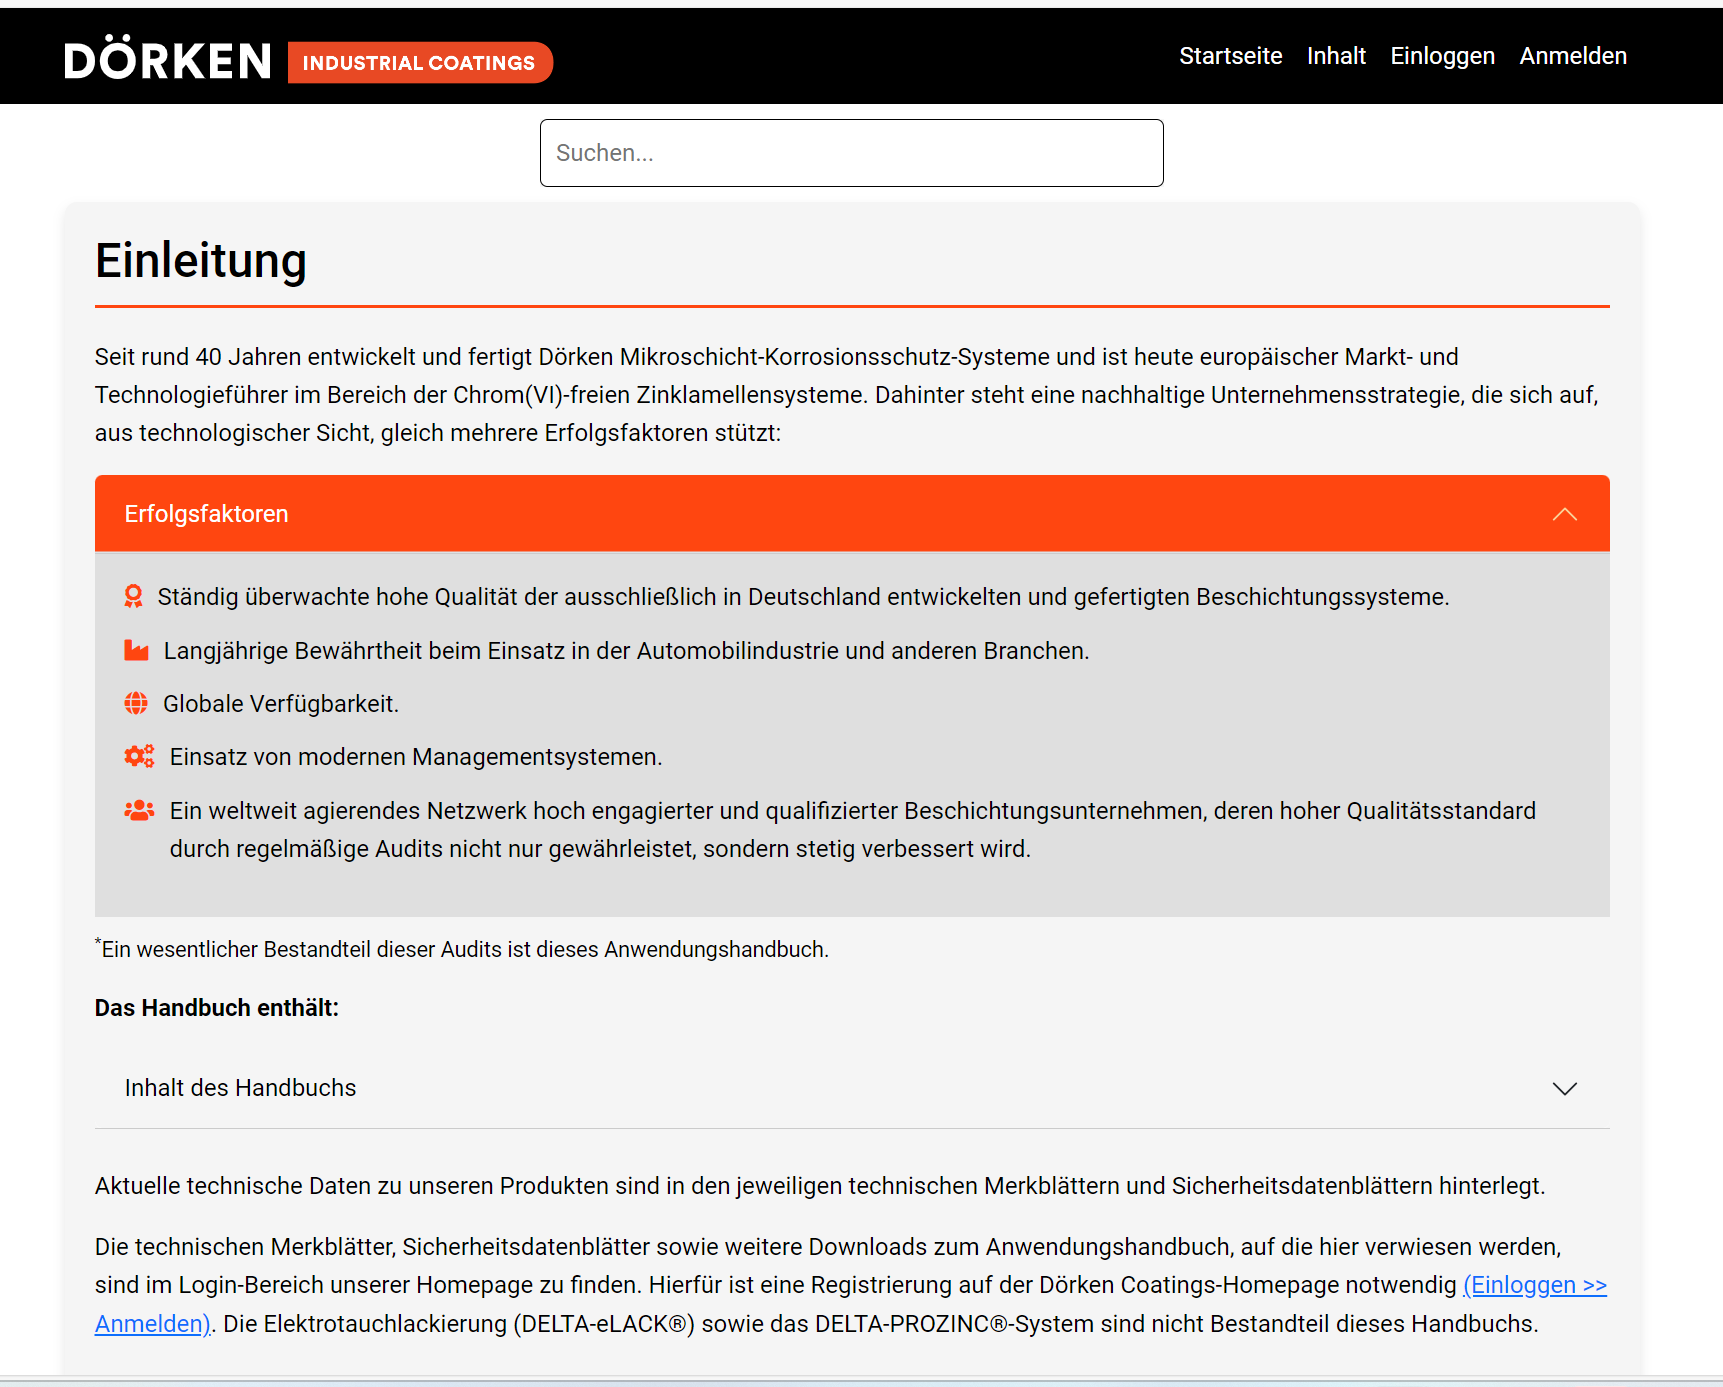 DÖRKEN INDUSTRIAL COATINGS
Startseite Inhalt Einloggen Anmelden
Suchen...
Einleitung
Seit rund 40 Jahren entwickelt und fertigt Dörken Mikroschicht-Korrosionsschutz-Systeme und ist heute europäischer Markt- und
Technologieführer im Bereich der Chrom(VI)-freien Zinklamellensysteme. Dahinter steht eine nachhaltige Unternehmensstrategie, die sich auf,
aus technologischer Sicht, gleich mehrere Erfolgsfaktoren stützt:
Erfolgsfaktoren
Ständig überwachte hohe Qualität der ausschließlich in Deutschland entwickelten und gefertigten Beschichtungssysteme.
Langjährige Bewährtheit beim Einsatz in der Automobilindustrie und anderen Branchen.
Globale Verfügbarkeit.
Einsatz von modernen Managementsystemen.
Ein weltweit agierendes Netzwerk hoch engagierter und qualifizierter Beschichtungsunternehmen, deren hoher Qualitätsstandard
durch regelmäßige Audits nicht nur gewährleistet, sondern stetig verbessert wird.
*Ein wesentlicher Bestandteil dieser Audits ist dieses Anwendungshandbuch.
Das Handbuch enthält:
Inhalt des Handbuchs
Aktuelle technische Daten zu unseren Produkten sind in den jeweiligen technischen Merkblättern und Sicherheitsdatenblättern hinterlegt.
Die technischen Merkblätter, Sicherheitsdatenblätter sowie weitere Downloads zum Anwendungshandbuch, auf die hier verwiesen werden,
sind im Login-Bereich unserer Homepage zu finden. Hierfür ist eine Registrierung auf der Dörken Coatings-Homepage notwendig (Einloggen >>
Anmelden). Die Elektrotauchlackierung (DELTA-eLACK®) sowie das DELTA-PROZINC®-System sind nicht Bestandteil dieses Handbuchs.